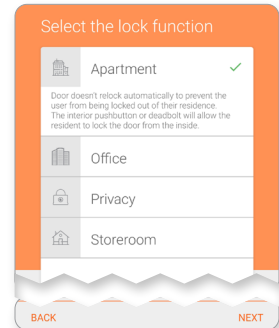 Select the lock function
Apartment
Door doesn't relock automatically to prevent the
user from being locked out of their residence.
The interior pushbutton or deadbolt will allow the
resident to lock the door from the inside.
Office
Privacy
Storeroom
BACK NEXT